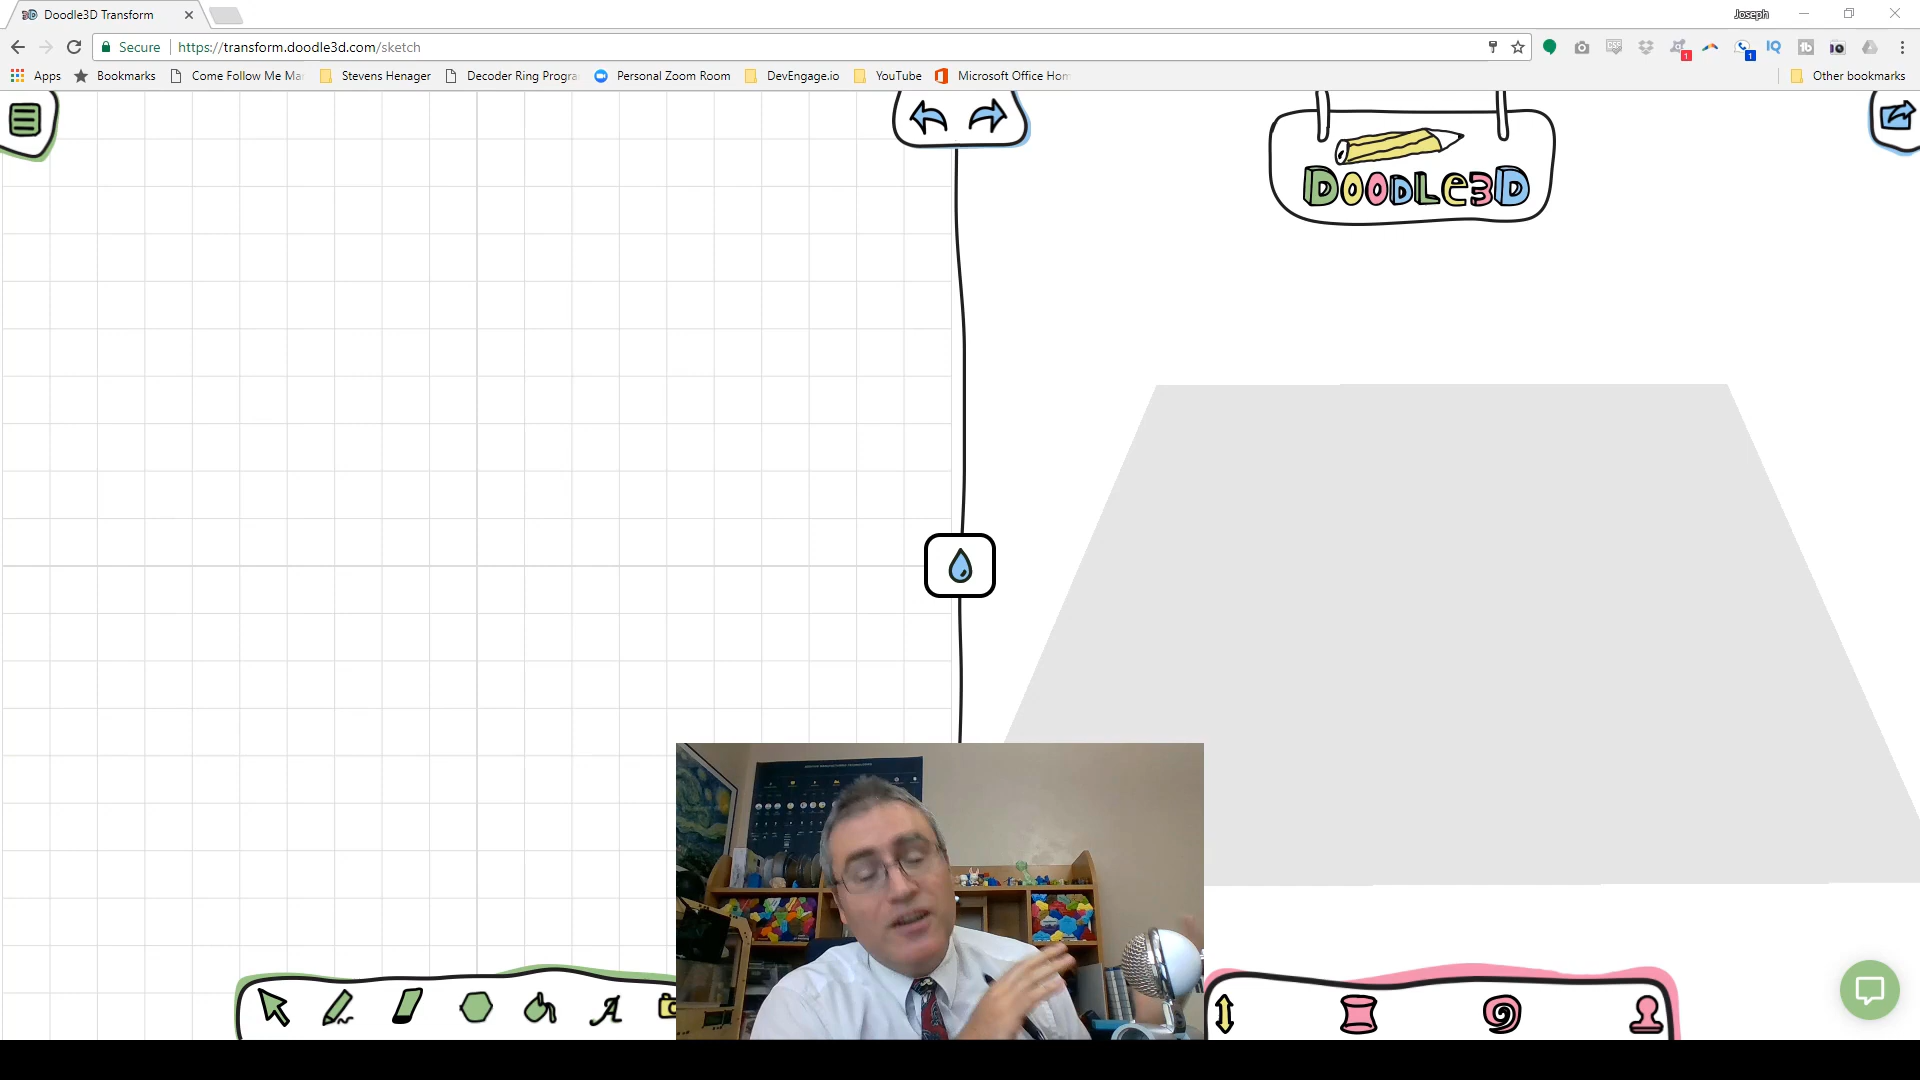 Doodle3D Transform
Joseph
Secure
https://transform.doodle3d.com/sketch
Apps
Bookmarks
Come Follow Me Ma
Stevens Henager
Decoder Ring Progra
Personal Zoom Room
DevEngage.io
YouTube
Microsoft Office Hom
Other bookmarks
DOODLe3D